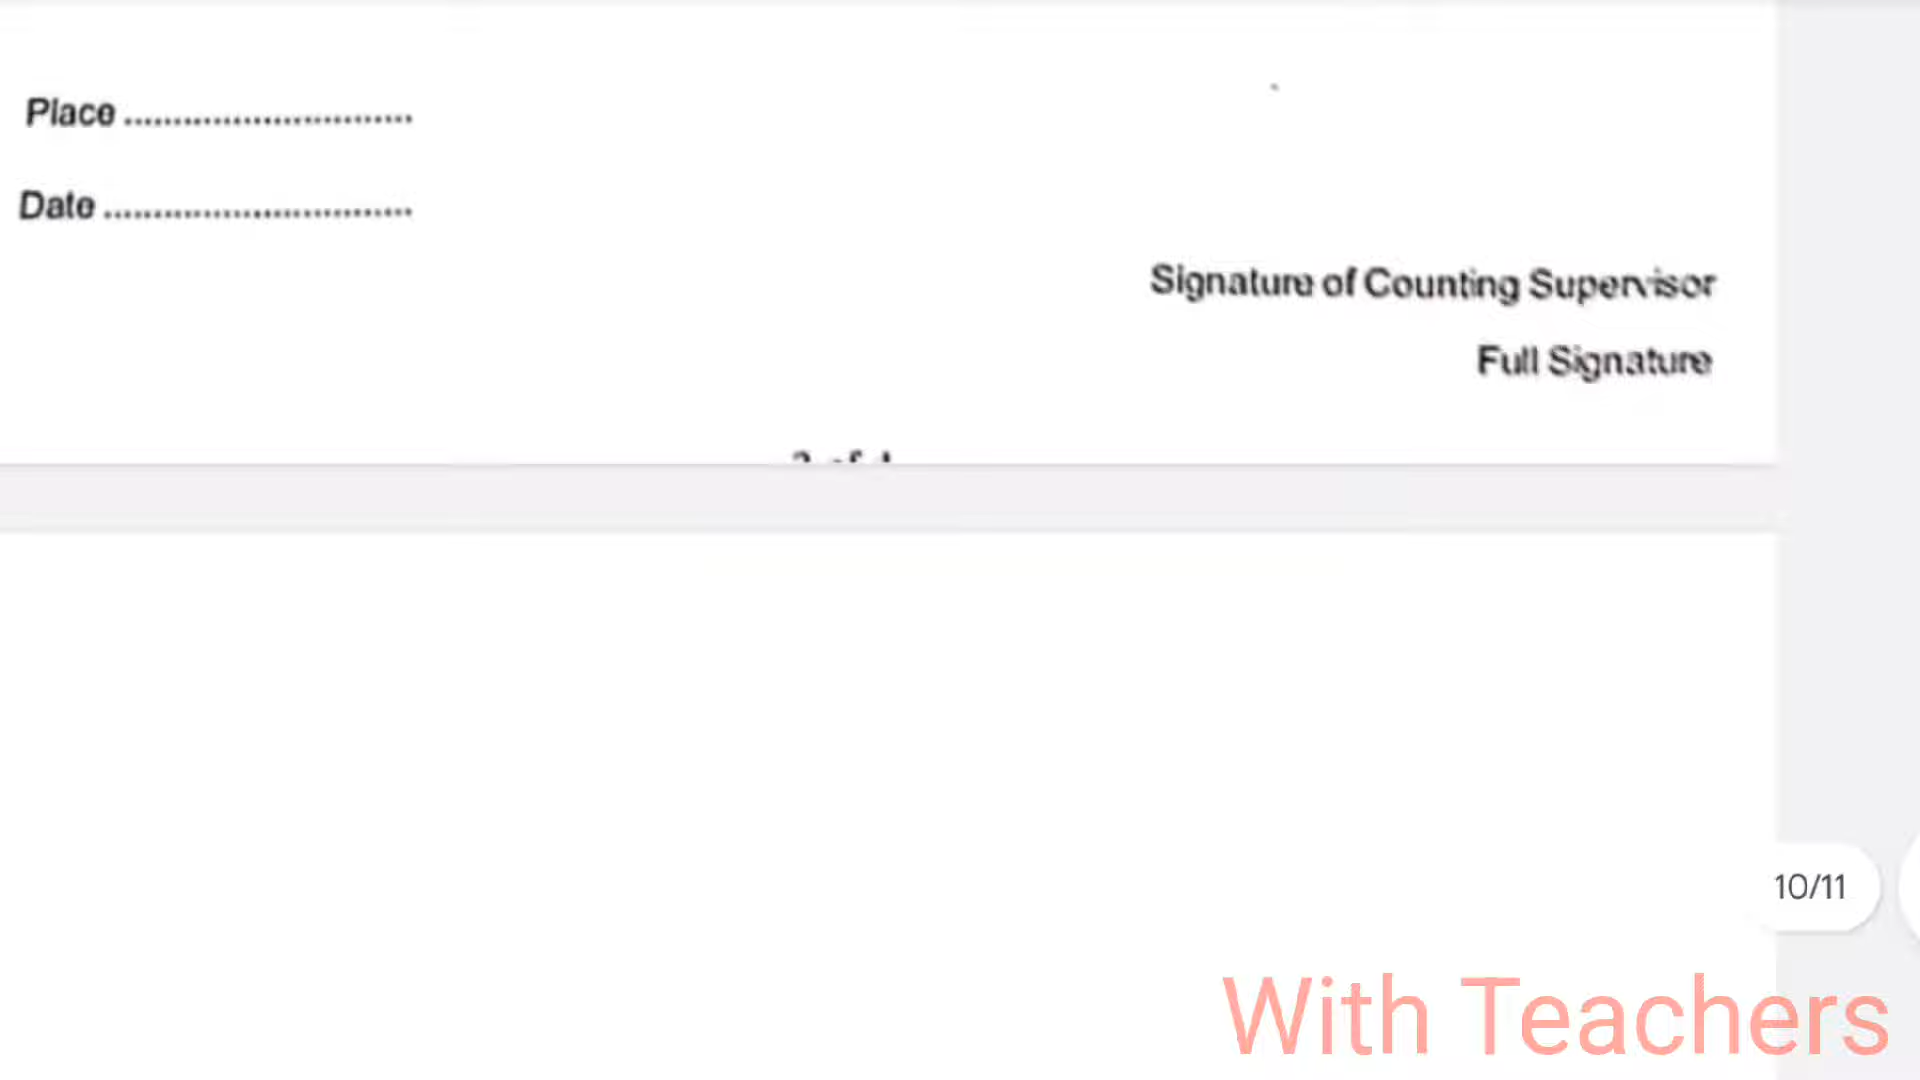 Place .............................
Date ...............................
Signature of Counting Supervisor
Full Signature
10/11
With Teachers